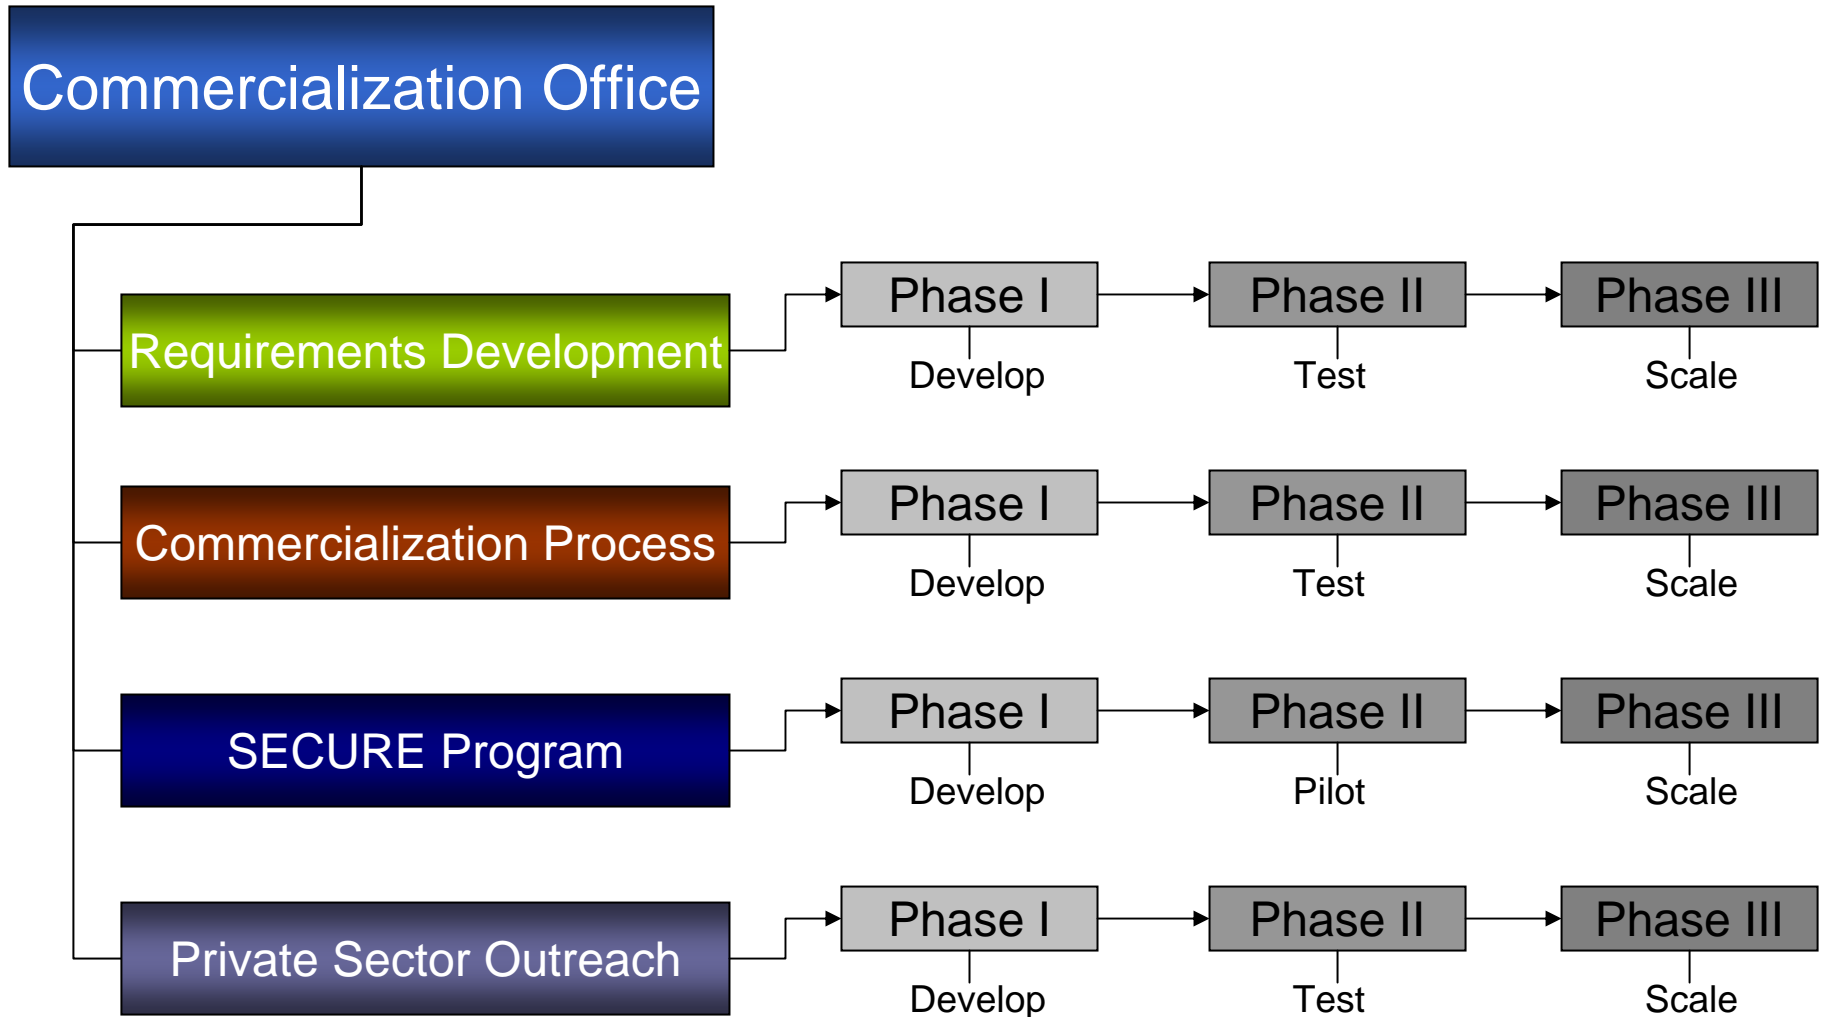 Commercialization Office
Requirements Development
Phase I
Phase II
Phase III
Develop
Test
Scale
Commercialization Process
Phase I
Phase II
Phase III
Develop
Test
Scale
SECURE Program
Phase I
Phase II
Phase III
Develop
Pilot
Scale
Private Sector Outreach
Phase I
Phase II
Phase III
Develop
Test
Scale